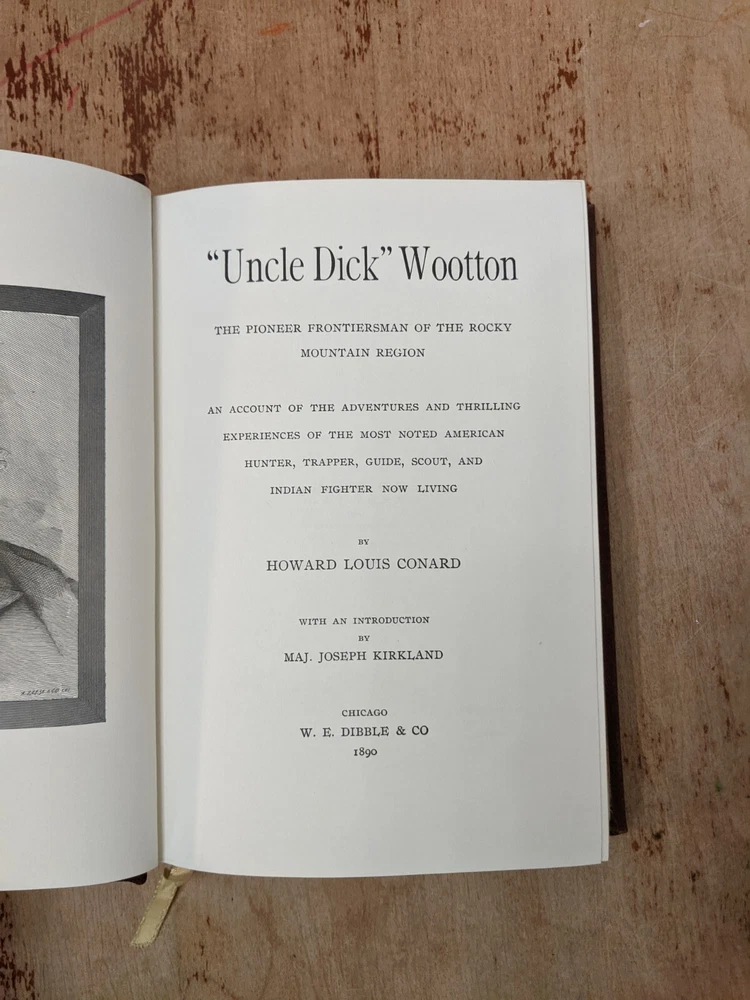 “Uncle Dick” Wootton
THE PIONEER FRONTIERSMAN OF THE ROCKY
MOUNTAIN REGION
AN ACCOUNT OF THE ADVENTURES AND THRILLING
EXPERIENCES OF THE MOST NOTED AMERICAN
HUNTER, TRAPPER, GUIDE, SCOUT, AND
INDIAN FIGHTER NOW LIVING
BY
HOWARD LOUIS CONARD
WITH AN INTRODUCTION
BY
MAJ. JOSEPH KIRKLAND
CHICAGO
W. E. DIBBLE & CO
1890